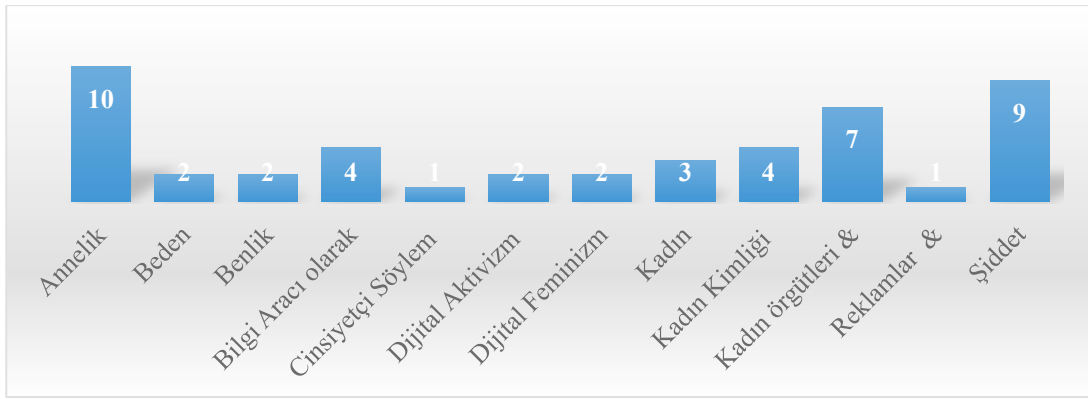 10
2
2
4
1
2
2
3
4
7
1
9
Annelik
Beden
Benlik
Bilgi Aracı olarak
Cinsiyetçi Söylem
Dijital Aktivizm
Dijital Feminizm
Kadın
Kadın Kimliği
Kadın örgütleri &
Reklamlar &
Şiddet